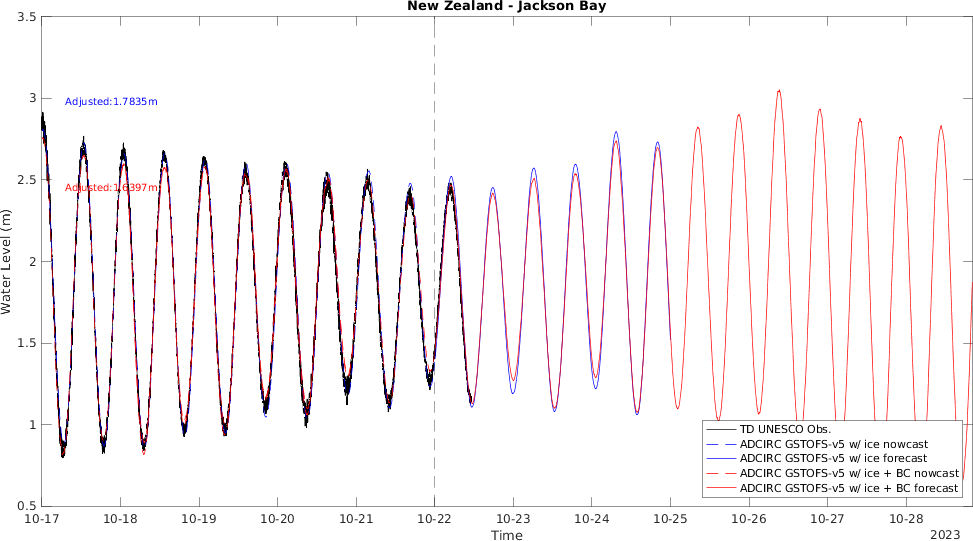 New Zealand - Jackson Bay
3.5
3
2.5
2
1.5
1
0.5
Water Level (m)
Adjusted:1.7835m
Adjusted:1.6397m
TD UNESCO Obs.
ADCIRC GSTOFS-v5 w/ ice nowcast
ADCIRC GSTOFS-v5 w/ ice forecast
ADCIRC GSTOFS-v5 w/ ice + BC nowcast
ADCIRC GSTOFS-v5 w/ ice + BC forecast
10-17 10-18 10-19 10-20 10-21 10-22 10-23 10-24 10-25 10-26 10-27 10-28
Time
2023